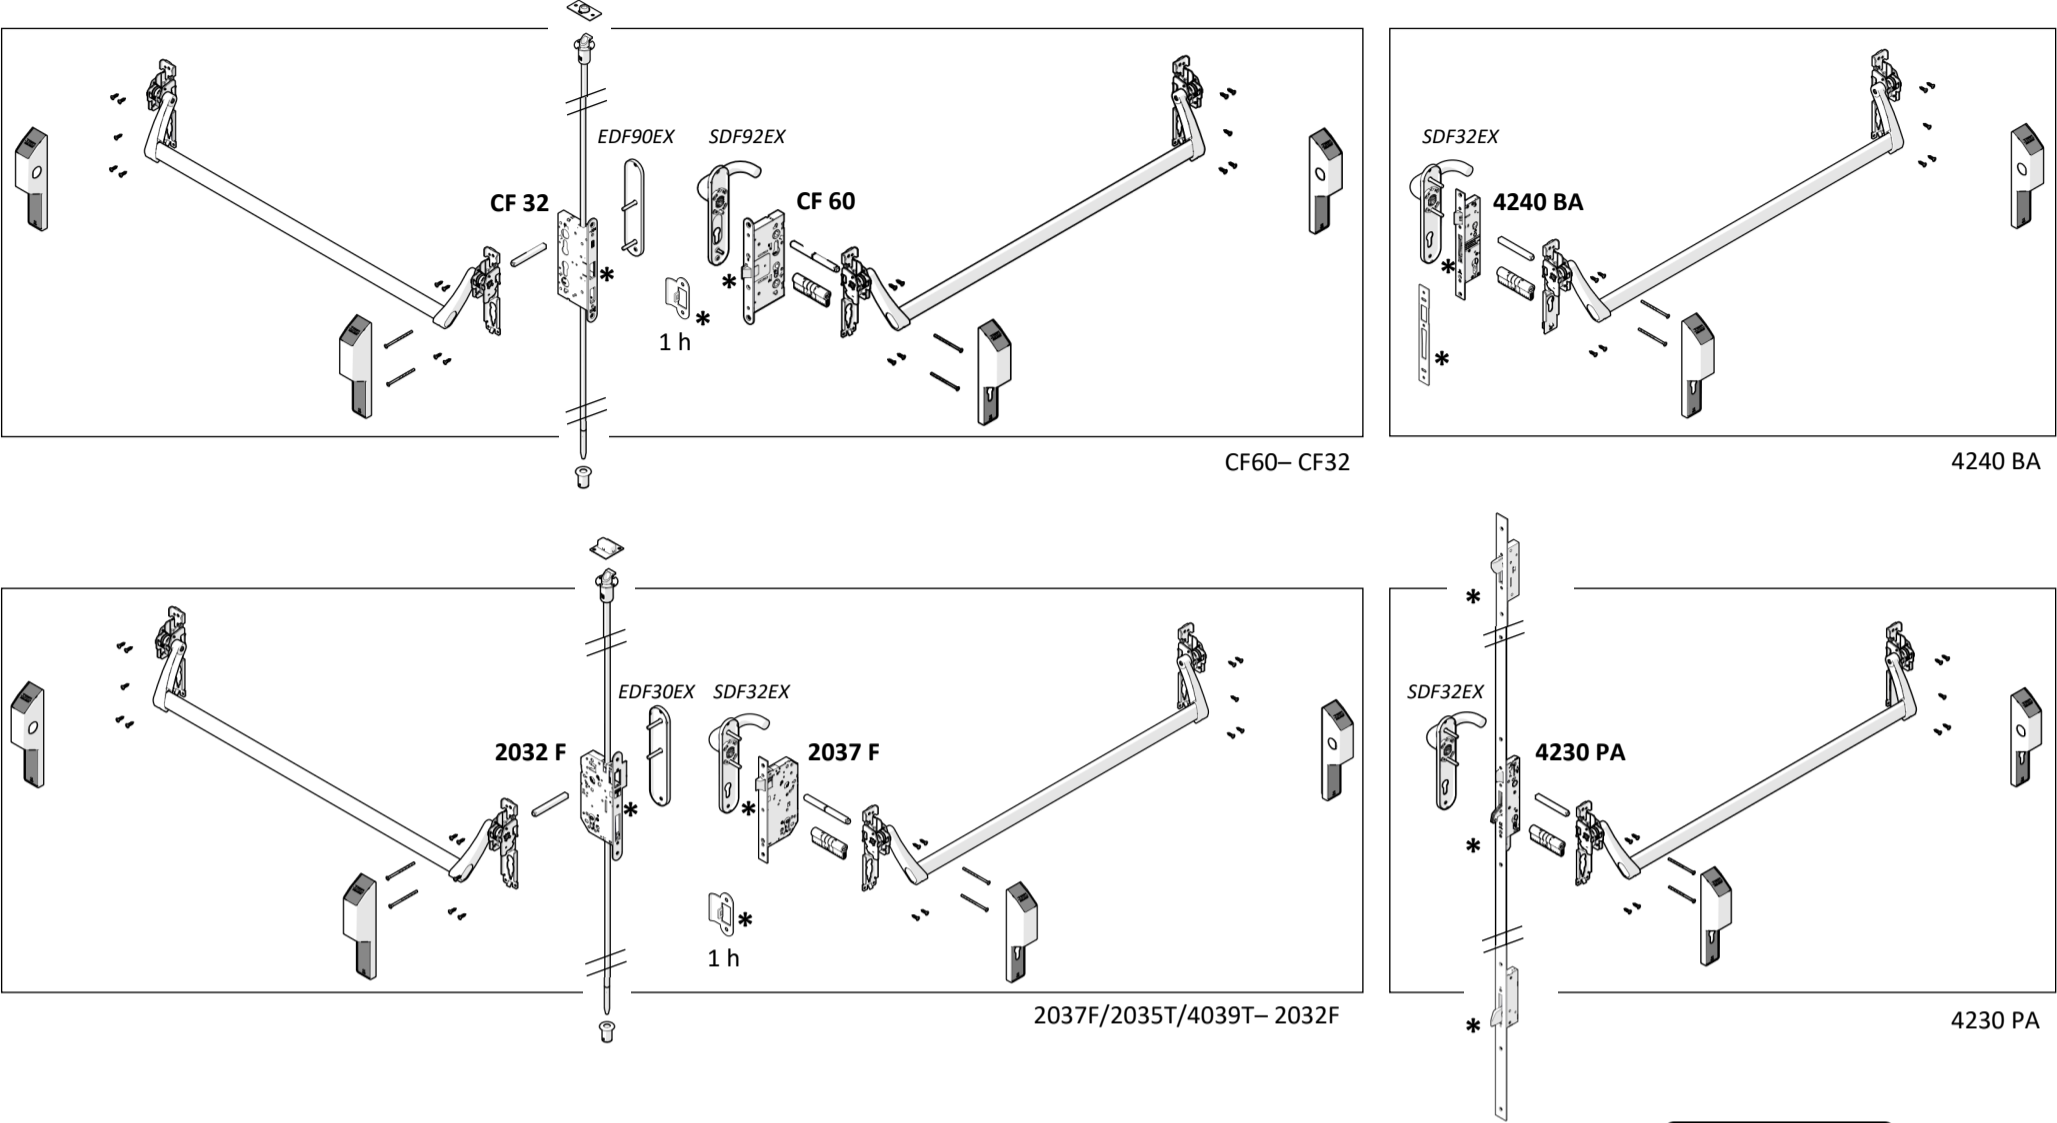 EDF90EX SDF92EX
CF 32
CF 60
*
*
*
1 h
CF60– CF32
SDF32EX
4240 BA
*
*
4240 BA
EDF30EX SDF32EX
2032 F
2037 F
*
*
*
1 h
2037F/2035T/4039T– 2032F
*
SDF32EX
4230 PA
*
*
4230 PA